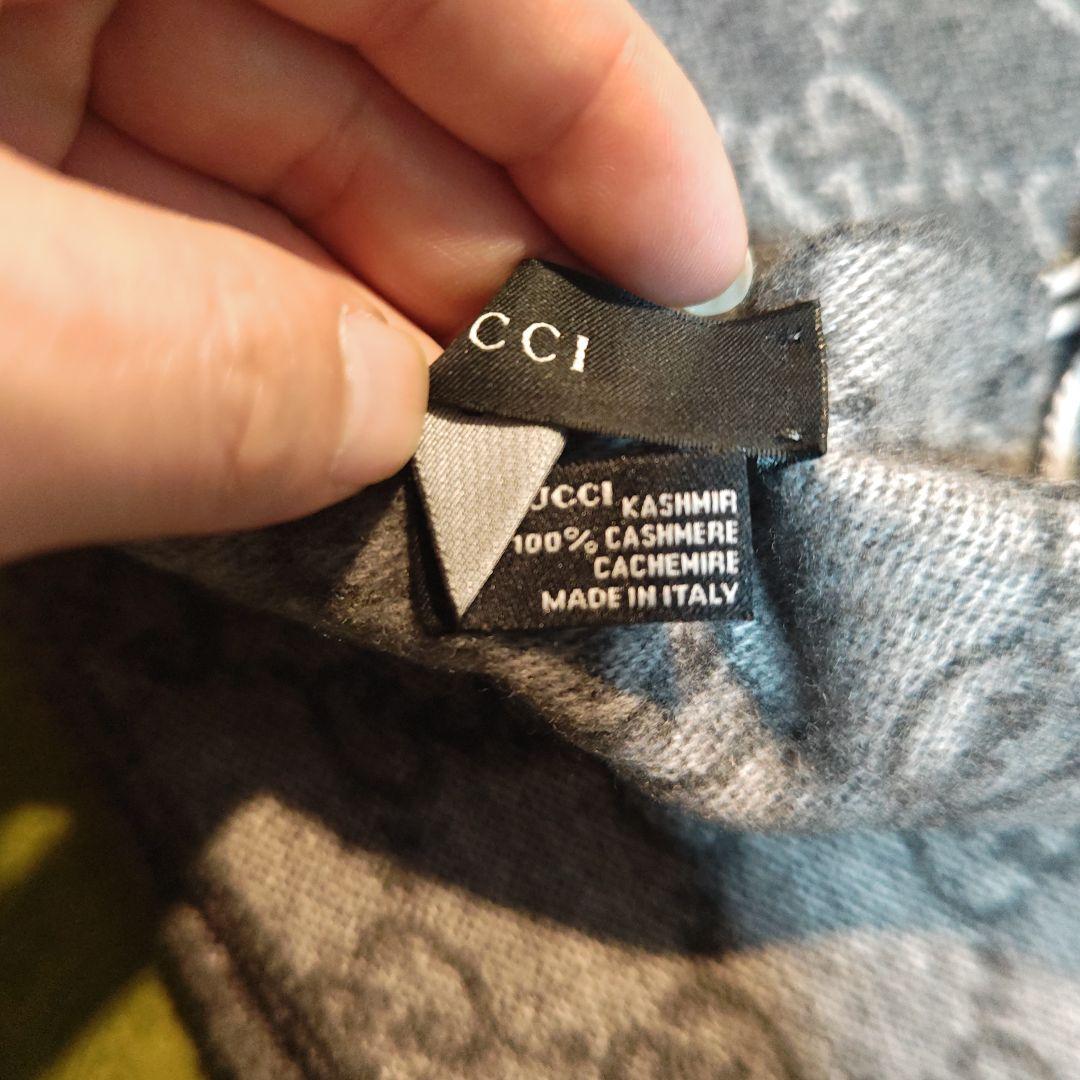 CCI
UCCI KASHMIR
100% CASHMERE
CACHEMIRE
MADE IN ITALY